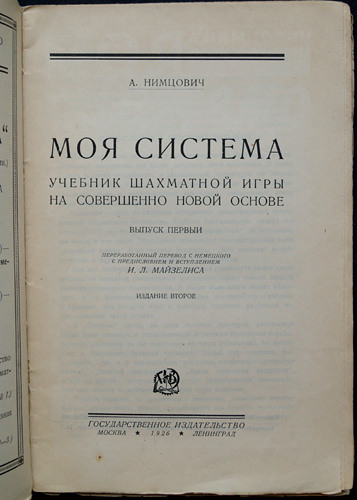 А. НИМЦОВИЧ
МОЯ СИСТЕМА
УЧЕБНИК ШАХМАТНОЙ ИГРЫ
НА СОВЕРШЕННО НОВОЙ ОСНОВЕ
ВЫПУСК ПЕРВЫЙ
ПЕРЕРАБОТАННЫЙ ПЕРЕВОД С НЕМЕЦКОГО
С ПРЕДИСЛОВИЕМ И ВСТУПЛЕНИЕМ
И. Л. МАЙЗЕЛИСА
ИЗДАНИЕ ВТОРОЕ
ГОСУДАРСТВЕННОЕ ИЗДАТЕЛЬСТВО
МОСКВА ★ 1926 ★ ЛЕНИНГРАД